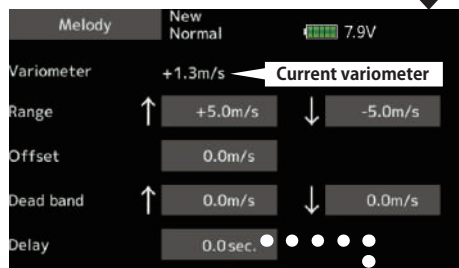 Melody
New
Normal
7.9V
Variometer +1.3m/s Current variometer
Range ↑ +5.0m/s ↓ -5.0m/s
Offset 0.0m/s
Dead band ↑ 0.0m/s ↓ 0.0m/s
Delay 0.0sec.